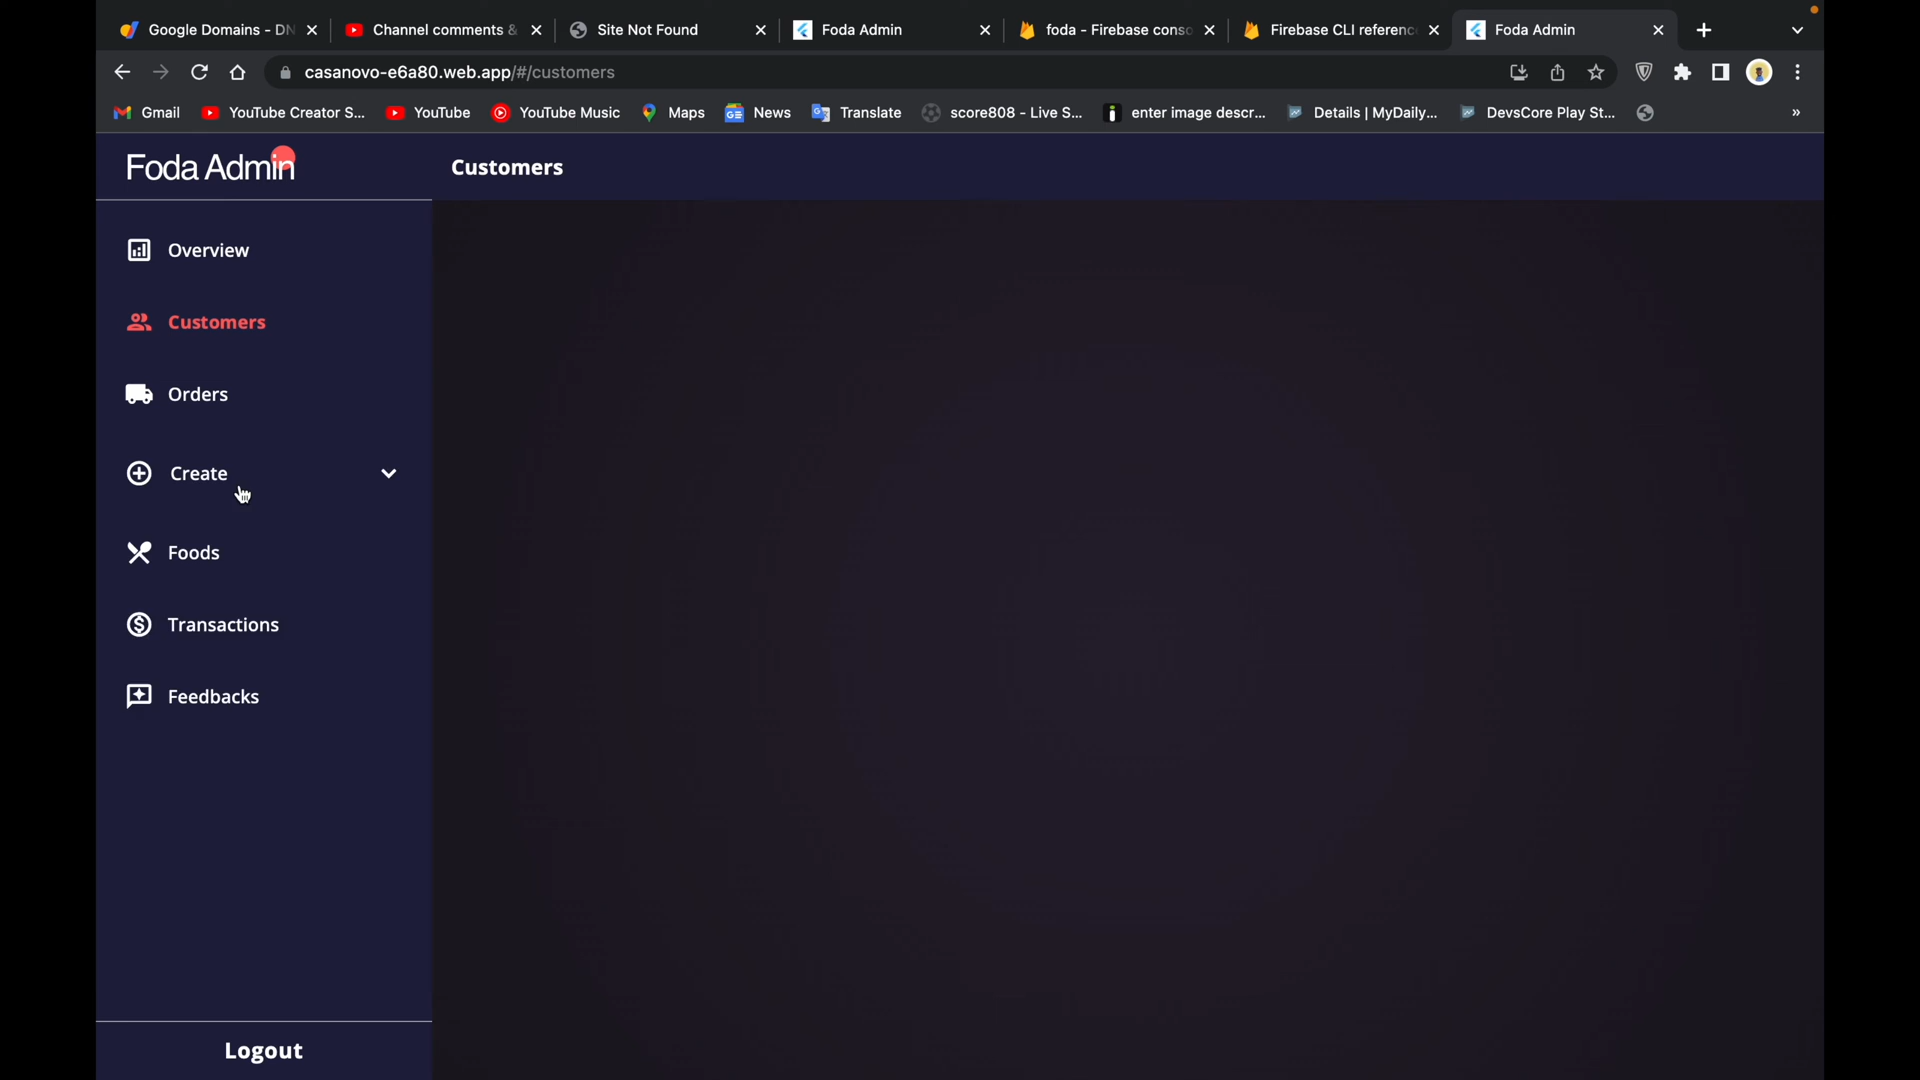 Google Domains - DN
Channel comments &
Site Not Found
Foda Admin
foda - Firebase conso
Firebase CLI referenc
Foda Admin
casanovo-e6a80.web.app/#/customers
Gmail
YouTube Creator S...
YouTube
YouTube Music
Maps
News
Translate
score808 - Live S...
enter image descr...
Details | MyDaily...
DevsCore Play St...
»
Foda Admin
Customers
Overview
Customers
Orders
Create
Foods
Transactions
Feedbacks
Logout